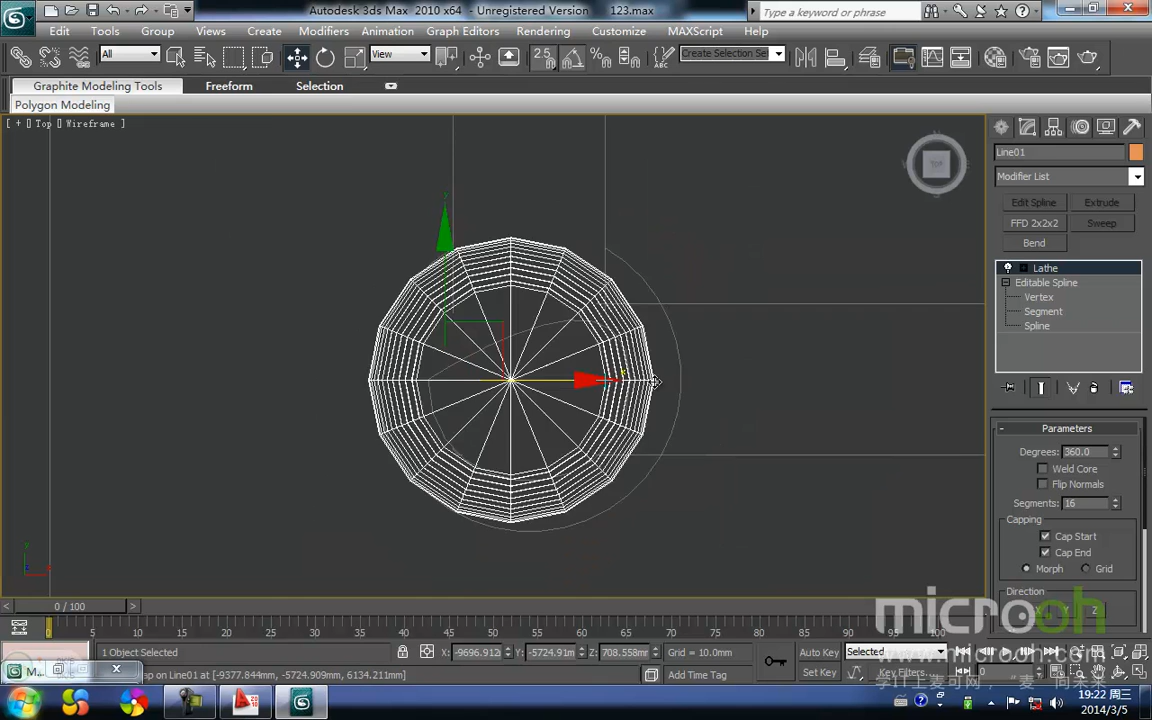 Autodesk 3ds Max 2010 x64 - Unregistered Version 123.max
Type a keyword or phrase
Edit Tools Group Views Create Modifiers Animation Graph Editors Rendering Customize MAXScript Help
All View 2.5 Create Selection Se
Graphite Modeling Tools Freeform Selection
Polygon Modeling
[ + ] Top [] Wireframe ]
TOP
Line01
Modifier List
Edit Spline Extrude
FFD 2x2x2 Sweep
Bend
Lathe
Editable Spline
Vertex
Segment
Spline
Parameters
Degrees: 360.0
Weld Core
Flip Normals
Segments: 16
Capping
Cap Start
Cap End
Morph Grid
Direction
X Y Z
0 / 100
0 5 10 15 20 25 30 35 40 45 50 55 60 65 70 75 80 85 90 95 100
1 Object Selected X: -9696.912 Y: -5724.91m Z: 708.558mm Grid = 10.0mm Auto Key Selected
on Line01 at [-9377.844mm, -5724.909mm, 6134.211mm] Add Time Tag Set Key Key Filters... 0
microoh
www.microoh.com
19:22 周三
2014/3/5